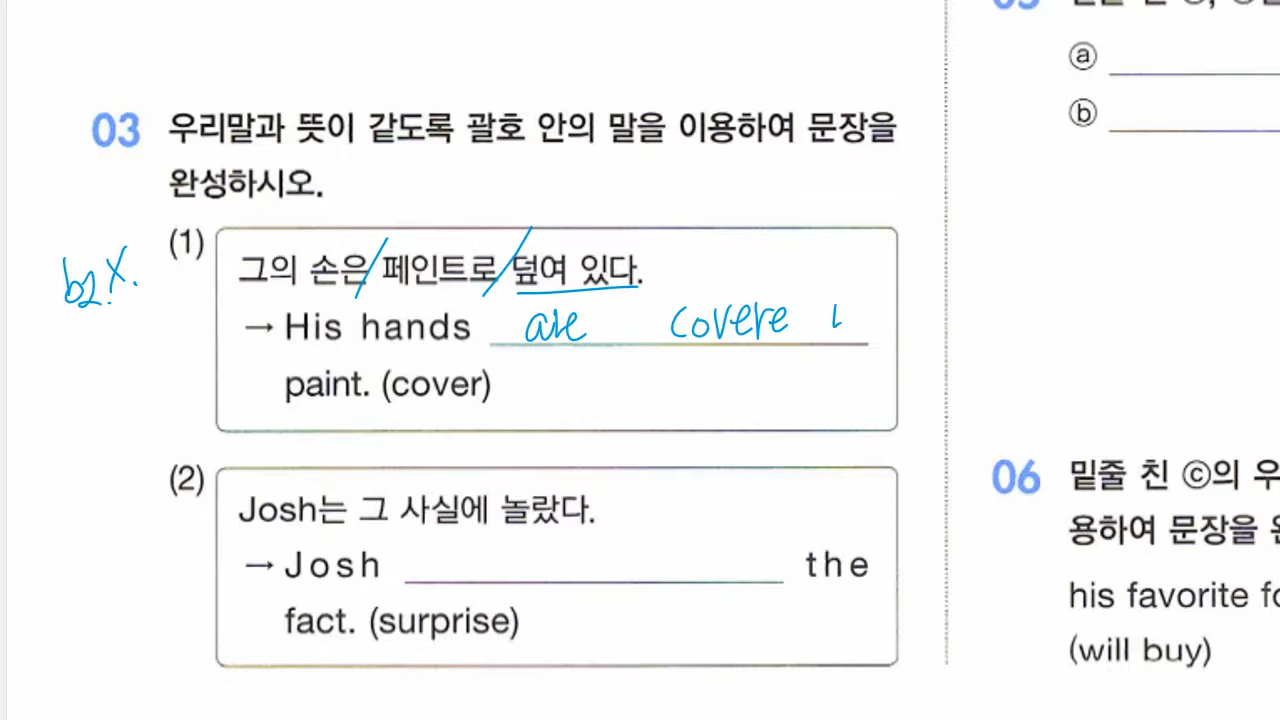 03 우리말과 뜻이 같도록 괄호 안의 말을 이용하여 문장을
완성하시오.
(1)
그의 손은 페인트로 덮여 있다.
→ His hands are covere
paint. (cover)
(2)
Josh는 그 사실에 놀랐다.
→ Josh the
fact. (surprise)
ⓐ
ⓑ
06 밑줄 친 ⓒ의
용하여 문장을
his favorite
(will buy)